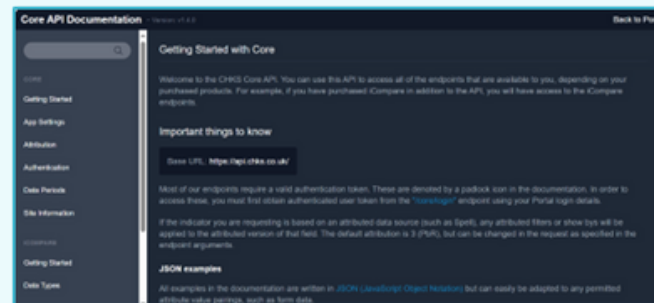 Core API Documentation - Version: v1.4.0
Back to Po
CORE
Getting Started
App Settings
Attribution
Authentication
Data Periods
Site Information
ICOMPARE
Getting Started
Data Types
Getting Started with Core
Welcome to the CHKS Core API. You can use this API to access all of the endpoints that are available to you, depending on your
purchased products. For example, if you have purchased iCompare in addition to the API, you will have access to the iCompare
endpoints.
Important things to know
Base URL: https://api.chks.co.uk/
Most of our endpoints require a valid authentication token. These are denoted by a padlock icon in the documentation. In order to
access these, you must first obtain authenticated user token from the "/core/login" endpoint using your Portal login details.
If the indicator you are requesting is based on an attributed data source (such as Spell), any attributed filters or show bys will be
applied to the attributed version of that field. The default attribution is 3 (PbR), but can be changed in the request as specified in the
endpoint arguments.
JSON examples
All examples in the documentation are written in JSON (JavaScript Object Notation) but can easily be adapted to any permitted
attribute-value pairings, such as form data.